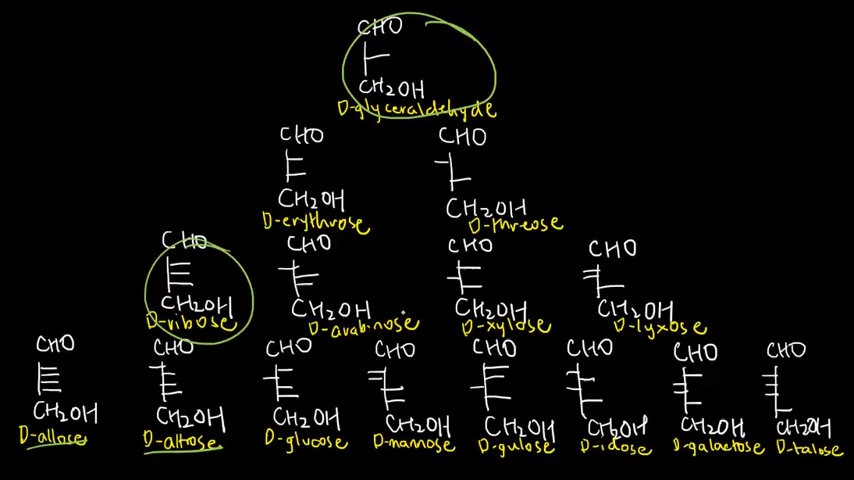 CHO
CH2OH
D-glyceraldehyde
CHO CHO
CH2OH CH2OH
D-erythrose D-threose
CHO CHO CHO CHO
CH2OH CH2OH CH2OH CH2OH
D-ribose D-arabinose D-xylose D-lyxose
CHO CHO CHO CHO CHO CHO CHO CHO
CH2OH CH2OH CH2OH CH2OH CH2OH CH2OH CH2OH CH2OH
D-allose D-altrose D-glucose D-mannose D-gulose D-idose D-galactose D-talose